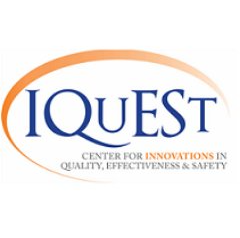 IQuESt
CENTER FOR INNOVATIONS IN
QUALITY, EFFECTIVENESS & SAFETY